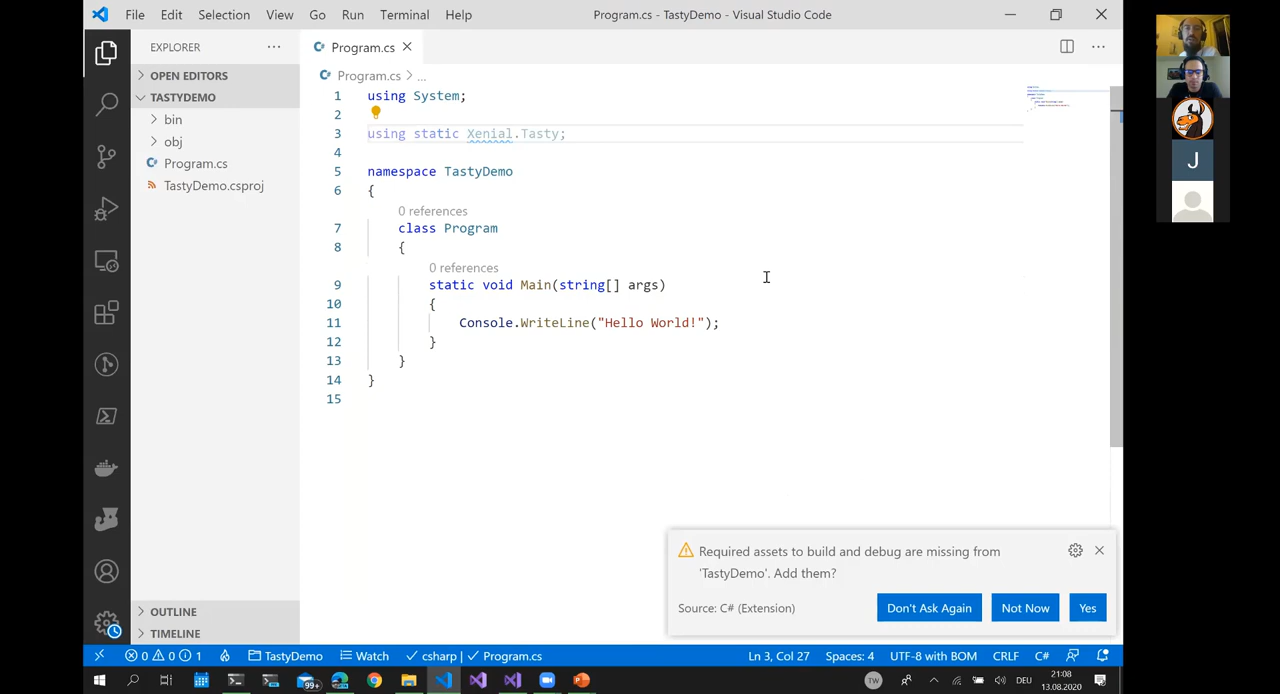 File Edit Selection View Go Run Terminal Help
Program.cs - TastyDemo - Visual Studio Code
EXPLORER
OPEN EDITORS
TASTYDEMO
bin
obj
Program.cs
TastyDemo.csproj
OUTLINE
TIMELINE
Program.cs
Program.cs > ...
1 using System;
2
3 using static Xenial.Tasty;
4
5 namespace TastyDemo
6 {
0 references
7 class Program
8 {
0 references
9 static void Main(string[] args)
10 {
11 Console.WriteLine("Hello World!");
12 }
13 }
14 }
15
Required assets to build and debug are missing from
'TastyDemo'. Add them?
Source: C# (Extension)
Don't Ask Again
Not Now
Yes
0 0 1 TastyDemo Watch csharp | Program.cs Ln 3, Col 27 Spaces: 4 UTF-8 with BOM CRLF C#
99+
TW
DEU
21:08
13.08.2020
J